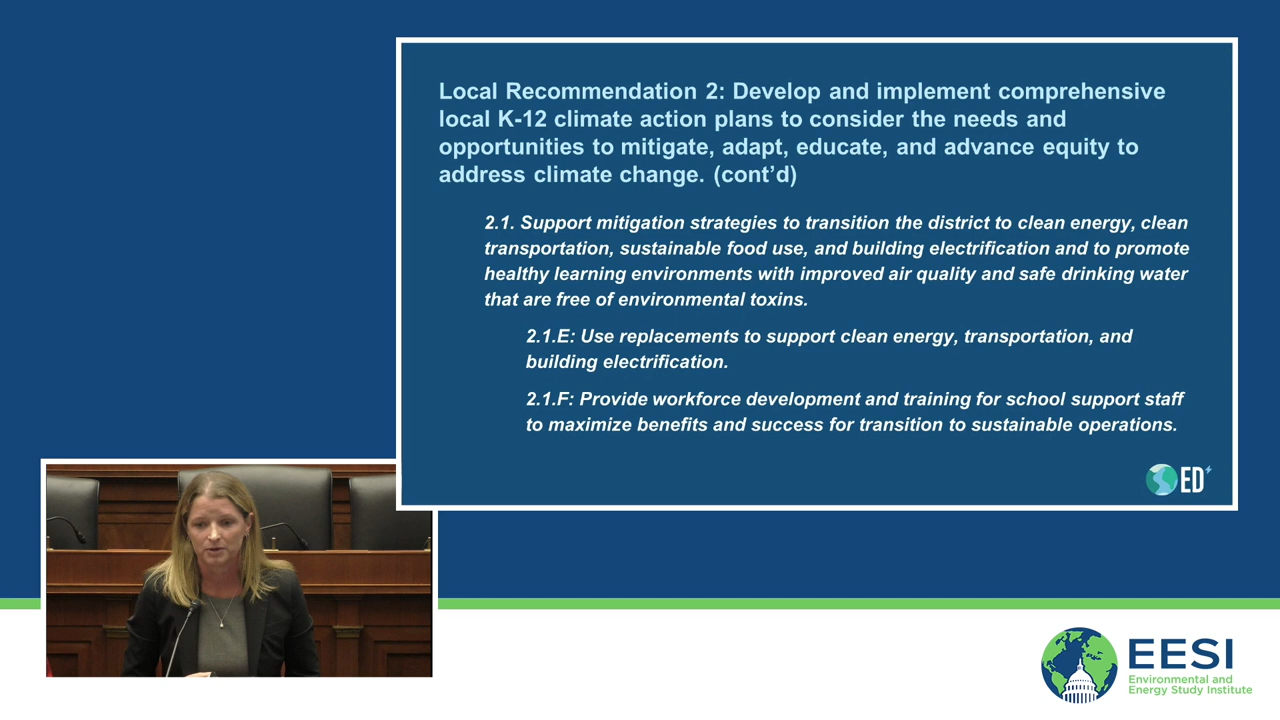 Local Recommendation 2: Develop and implement comprehensive
local K-12 climate action plans to consider the needs and
opportunities to mitigate, adapt, educate, and advance equity to
address climate change. (cont’d)
2.1. Support mitigation strategies to transition the district to clean energy, clean
transportation, sustainable food use, and building electrification and to promote
healthy learning environments with improved air quality and safe drinking water
that are free of environmental toxins.
2.1.E: Use replacements to support clean energy, transportation, and
building electrification.
2.1.F: Provide workforce development and training for school support staff
to maximize benefits and success for transition to sustainable operations.
ED
EESI
Environmental and
Energy Study Institute